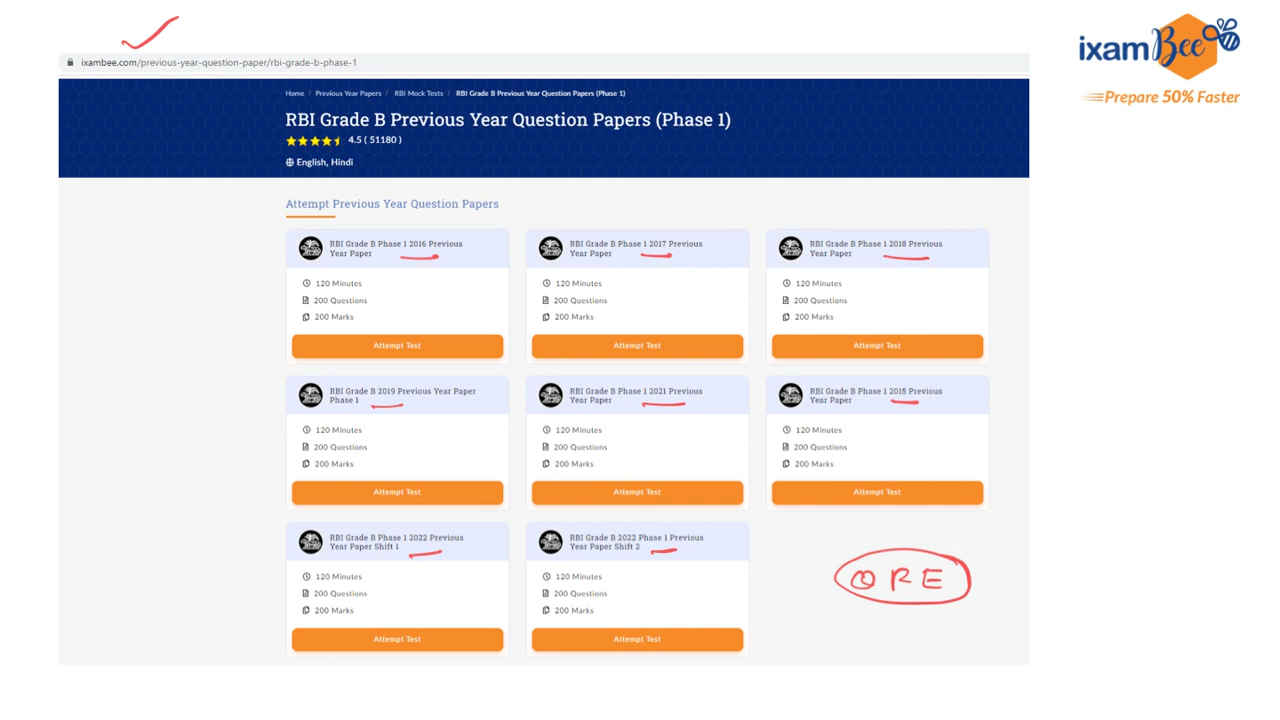 ixamBee
Prepare 50% Faster
ixambee.com/previous-year-question-paper/rbi-grade-b-phase-1
Home / Previous Year Papers / RBI Mock Tests / RBI Grade B Previous Year Question Papers (Phase 1)
RBI Grade B Previous Year Question Papers (Phase 1)
4.5 ( 51180 )
English, Hindi
Attempt Previous Year Question Papers
RBI Grade B Phase 1 2016 Previous
Year Paper
120 Minutes
200 Questions
200 Marks
Attempt Test
RBI Grade B Phase 1 2017 Previous
Year Paper
120 Minutes
200 Questions
200 Marks
Attempt Test
RBI Grade B Phase 1 2018 Previous
Year Paper
120 Minutes
200 Questions
200 Marks
Attempt Test
RBI Grade B 2019 Previous Year Paper
Phase 1
120 Minutes
200 Questions
200 Marks
Attempt Test
RBI Grade B Phase 1 2021 Previous
Year Paper
120 Minutes
200 Questions
200 Marks
Attempt Test
RBI Grade B Phase 1 2015 Previous
Year Paper
120 Minutes
200 Questions
200 Marks
Attempt Test
RBI Grade B Phase 1 2022 Previous
Year Paper Shift 1
120 Minutes
200 Questions
200 Marks
Attempt Test
RBI Grade B 2022 Phase 1 Previous
Year Paper Shift 2
120 Minutes
200 Questions
200 Marks
Attempt Test
QRE